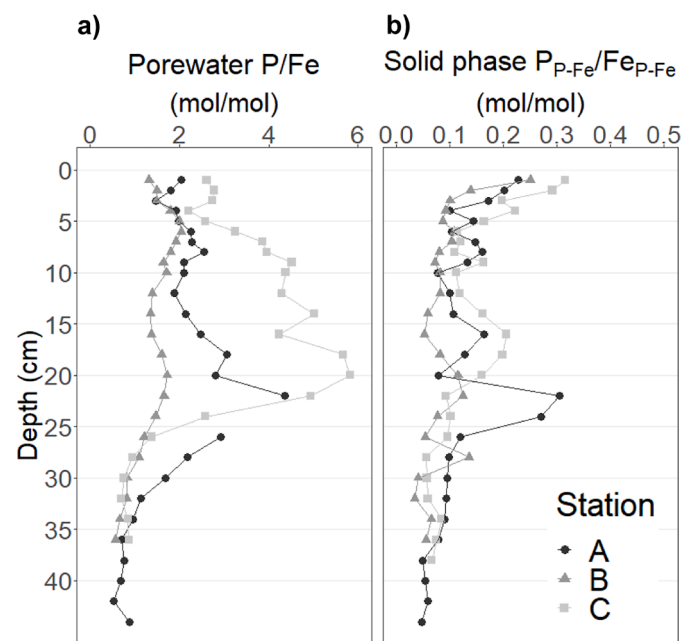 a)
Porewater P/Fe
(mol/mol)
0 2 4 6
b)
Solid phase P_P-Fe/Fe_P-Fe
(mol/mol)
0.0 0.1 0.2 0.3 0.4 0.5
Depth (cm)
0
5
10
15
20
25
30
35
40
Station
A
B
C